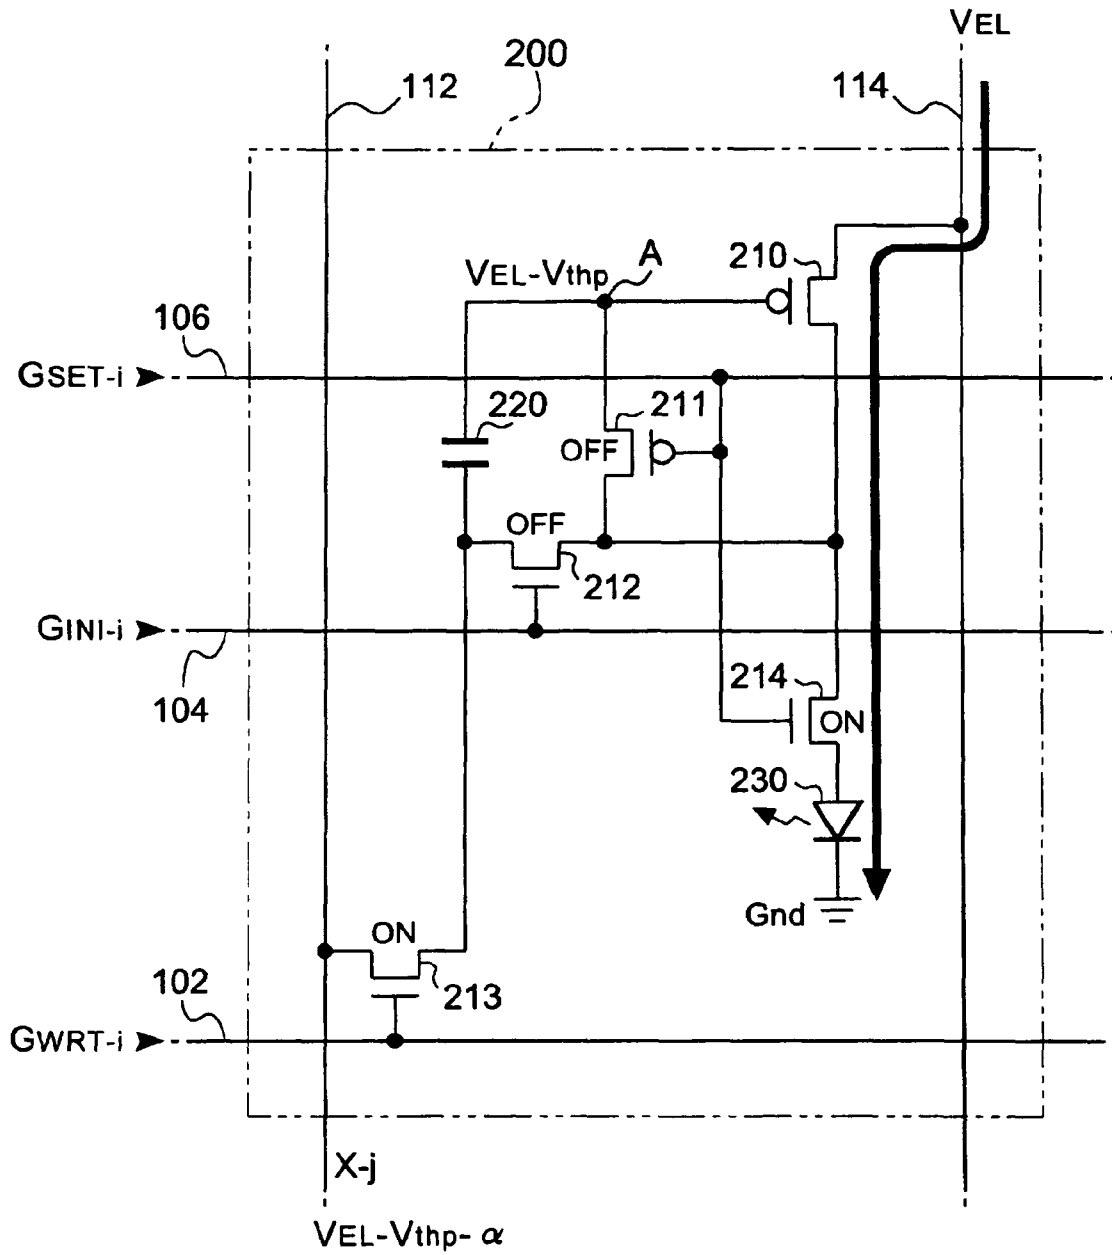 VEL
200
112
114
A
210
VEL-Vthp
106
GSET-i
220
211
OFF
OFF
212
GINI-i
104
214
ON
230
Gnd
ON
102
213
GWRT-i
X-j
VEL-Vthp-α